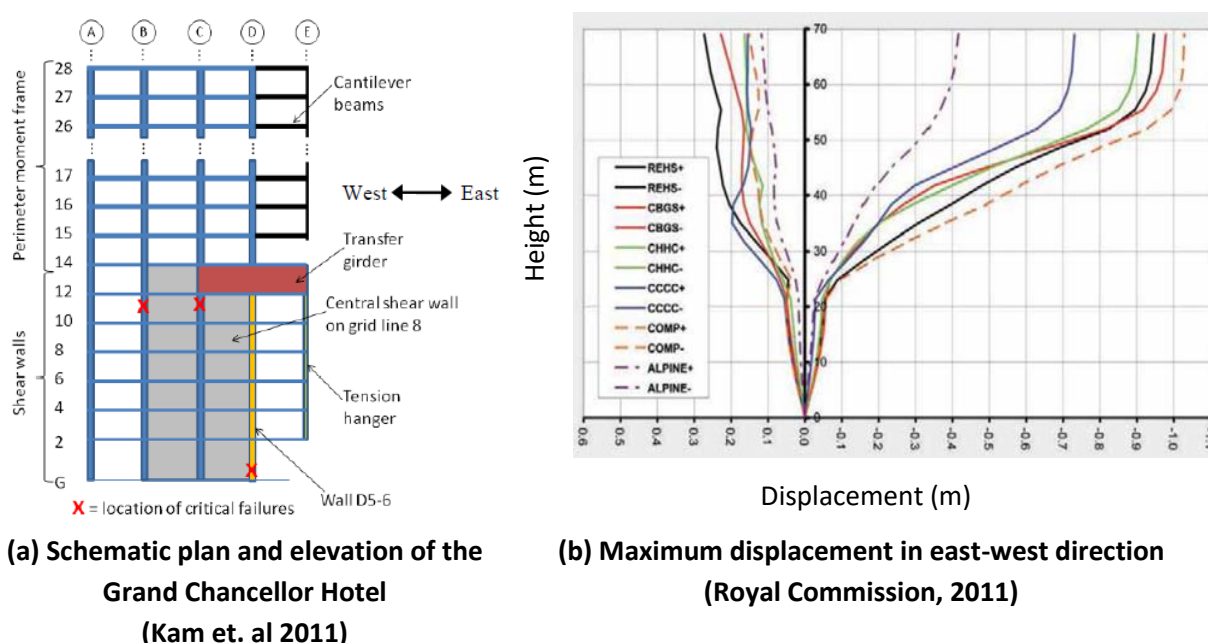 A B C D E
28
27
26
17
16
15
14
12
10
8
6
4
2
G
Perimeter moment frame
Shear walls
Cantilever
beams
West East
Transfer
girder
Central shear wall
on grid line 8
Tension
hanger
Wall D5-6
X = location of critical failures
X X
X
(a) Schematic plan and elevation of the
Grand Chancellor Hotel
(Kam et. al 2011)
Height (m)
70
60
50
40
30
20
10
0
REHS+
REHS-
CBGS+
CBGS-
CHHC+
CHHC-
CCCC+
CCCC-
COMP+
COMP-
ALPINE+
ALPINE-
0.6 0.5 0.4 0.3 0.2 0.1 0.0 -0.1 -0.2 -0.3 -0.4 -0.5 -0.6 -0.7 -0.8 -0.9 -1.0
Displacement (m)
(b) Maximum displacement in east-west direction
(Royal Commission, 2011)